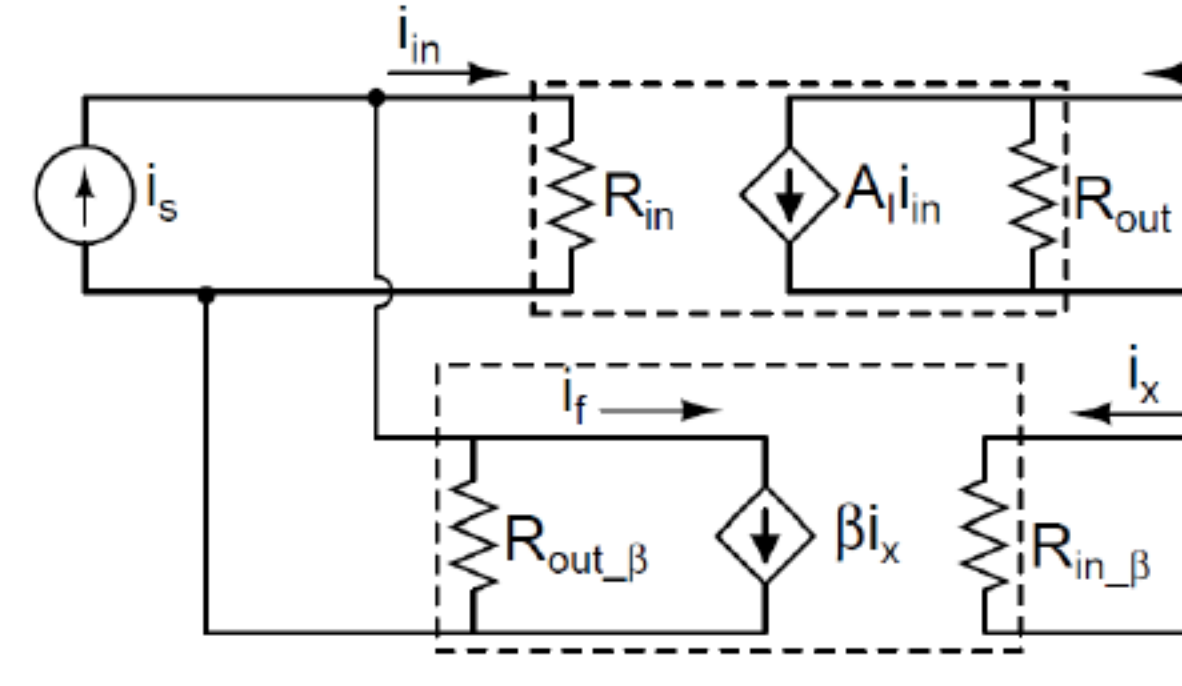 i_in
i_s
R_in
A_I i_in
R_out
i_x
i_f
R_out_β
βi_x
R_in_β